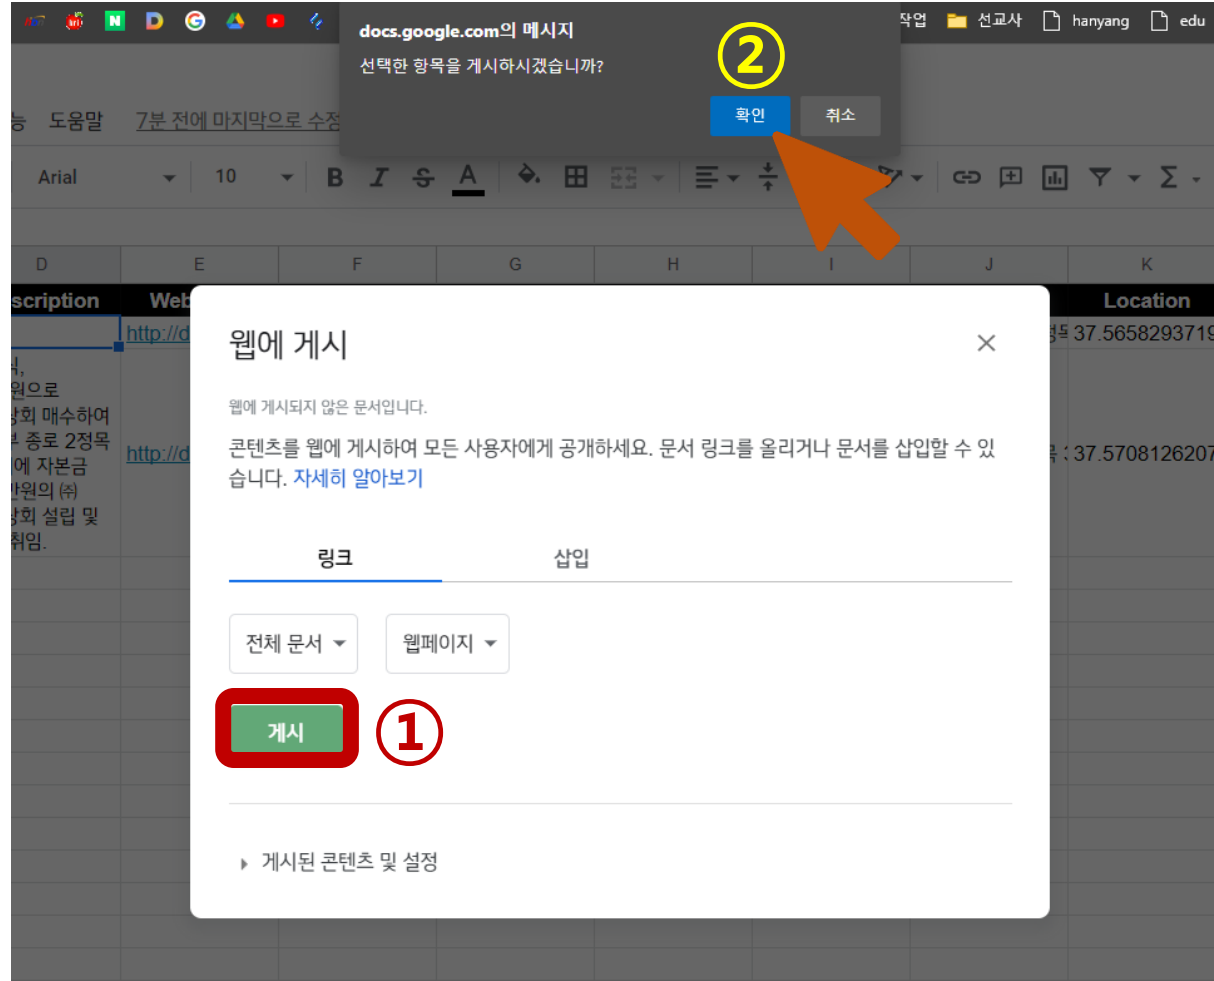 docs.google.com의 메시지
선택한 항목을 게시하시겠습니까?
②
확인 취소
작업 선교사 hanyang edu
능 도움말 7분 전에 마지막으로 수정
Arial 10 B I S A
D E F G H I J K
scription Web Location
http://d 37.5658293719
원으로
상회 매수하여
종로 2정목
에 자본금
만원의 ㈜
상회 설립 및
취임.
http://d 37.5708126207
웹에 게시
웹에 게시되지 않은 문서입니다.
콘텐츠를 웹에 게시하여 모든 사용자에게 공개하세요. 문서 링크를 올리거나 문서를 삽입할 수 있
습니다. 자세히 알아보기
링크 삽입
전체 문서 웹페이지
게시 ①
게시된 콘텐츠 및 설정